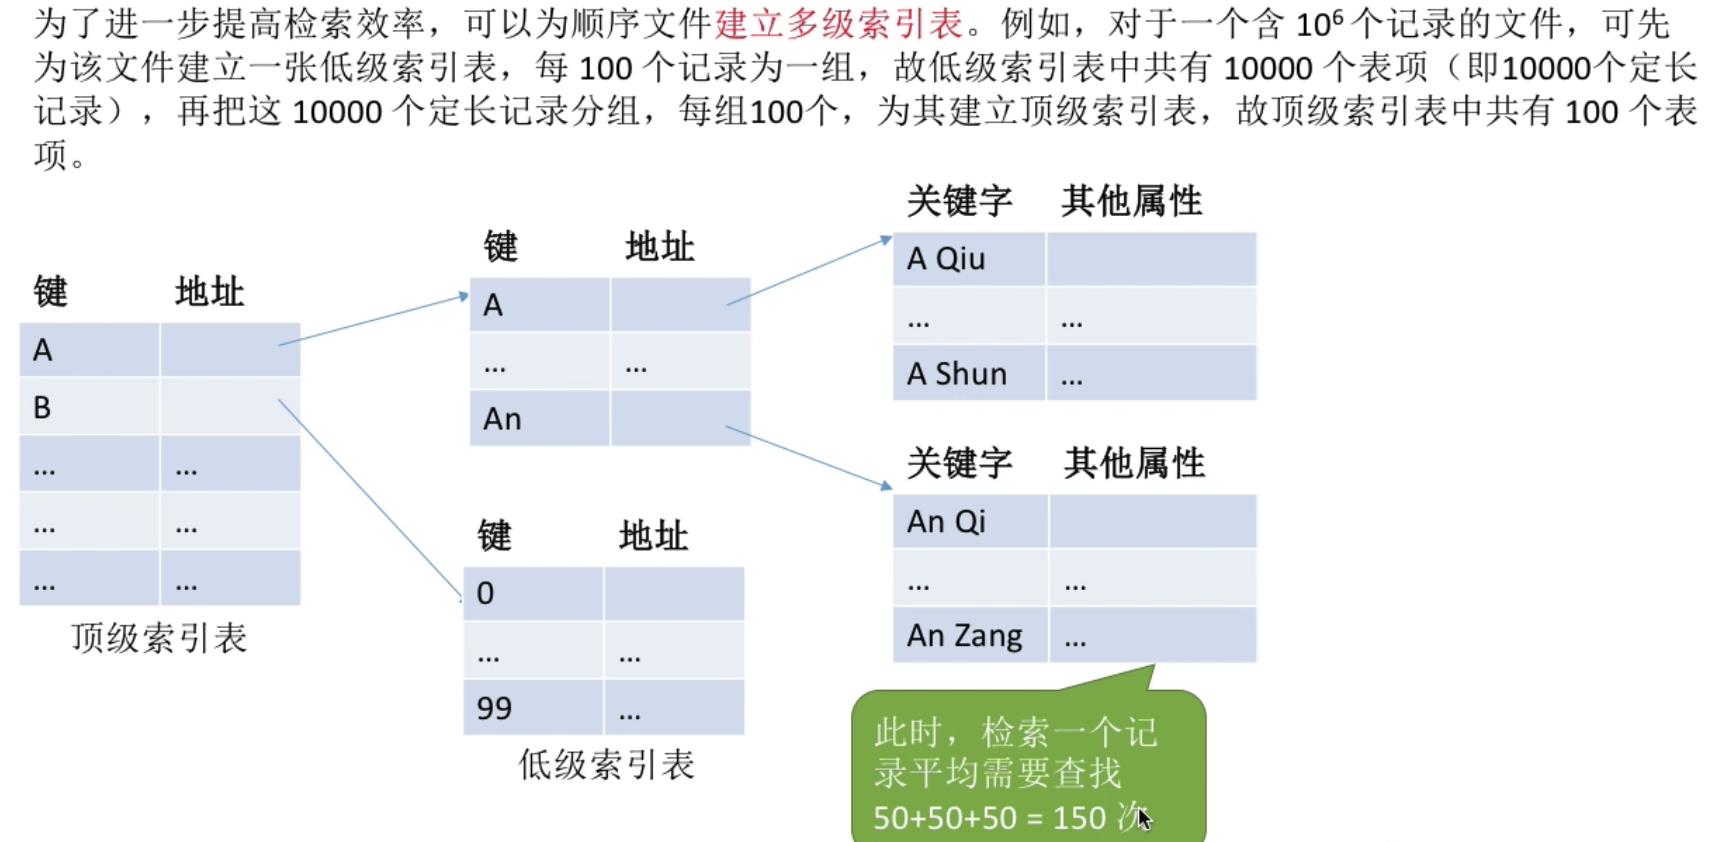 为了进一步提高检索效率，可以为顺序文件建立多级索引表。例如，对于一个含 10⁶ 个记录的文件，可先
为该文件建立一张低级索引表，每 100 个记录为一组，故低级索引表中共有 10000 个表项（即10000个定长
记录），再把这 10000 个定长记录分组，每组100个，为其建立顶级索引表，故顶级索引表中共有 100 个表
项。
键 地址
A
B
... ...
... ...
... ...
顶级索引表
键 地址
A
... ...
An
键 地址
0
... ...
99 ...
低级索引表
关键字 其他属性
A Qiu
... ...
A Shun ...
关键字 其他属性
An Qi
... ...
An Zang ...
此时，检索一个记
录平均需要查找
50+50+50 = 150 次